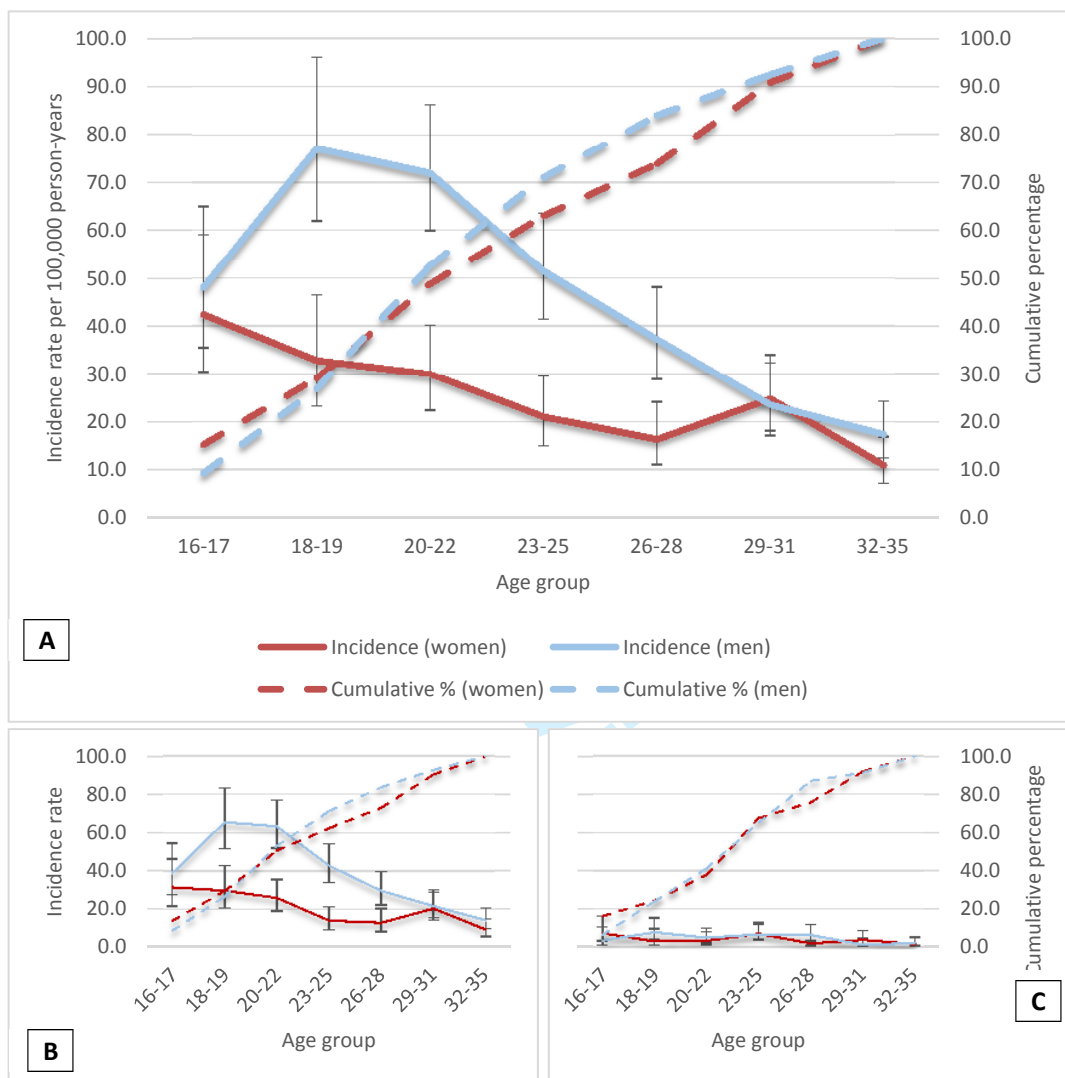 Incidence rate per 100,000 person-years
100.0
90.0
80.0
70.0
60.0
50.0
40.0
30.0
20.0
10.0
0.0
100.0
90.0
80.0
70.0
60.0
50.0
40.0
30.0
20.0
10.0
0.0
Cumulative percentage
16-17 18-19 20-22 23-25 26-28 29-31 32-35
Age group
A
Incidence (women) Incidence (men)
Cumulative % (women) Cumulative % (men)
Incidence rate
100.0
80.0
60.0
40.0
20.0
0.0
16-17 18-19 20-22 23-25 26-28 29-31 32-35
Age group
B
100.0
80.0
60.0
40.0
20.0
0.0
Cumulative percentage
16-17 18-19 20-22 23-25 26-28 29-31 32-35
Age group
C